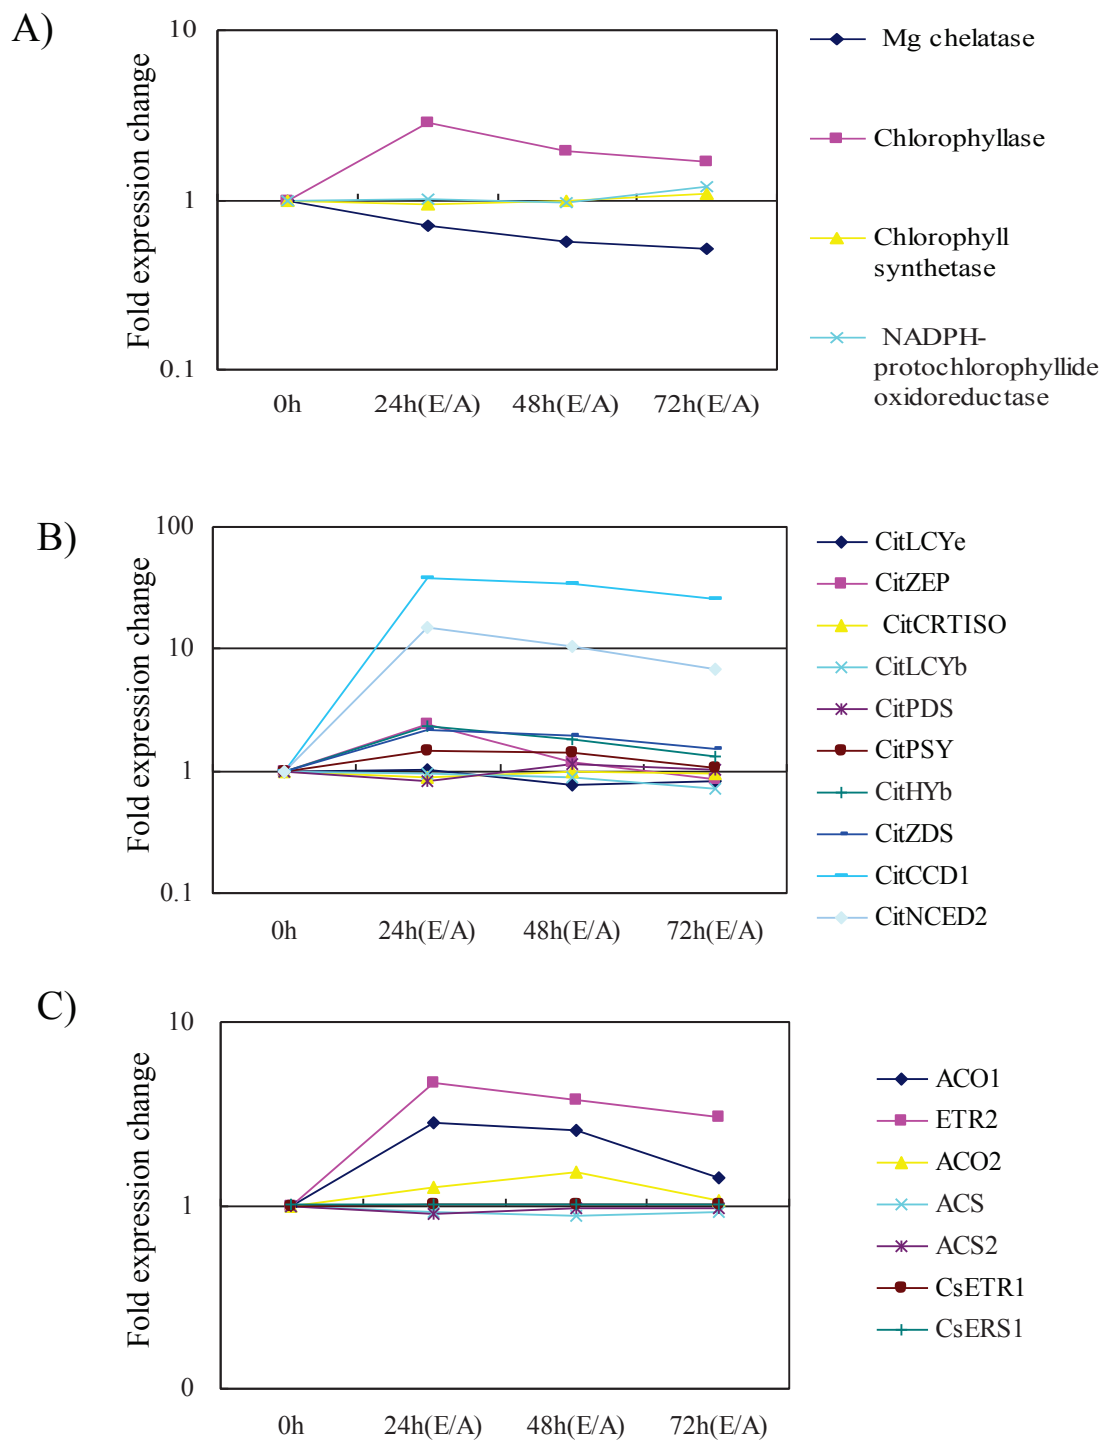 A)
Fold expression change
10
1
0.1
0h
24h(E/A)
48h(E/A)
72h(E/A)
Mg chelatase
Chlorophyllase
Chlorophyll
synthetase
NADPH-
protochlorophyllide
oxidoreductase
B)
Fold expression change
100
10
1
0.1
0h
24h(E/A)
48h(E/A)
72h(E/A)
CitLCYe
CitZEP
CitCRTISO
CitLCYb
CitPDS
CitPSY
CitHYb
CitZDS
CitCCD1
CitNCED2
C)
Fold expression change
10
1
0
0h
24h(E/A)
48h(E/A)
72h(E/A)
ACO1
ETR2
ACO2
ACS
ACS2
CsETR1
CsERS1